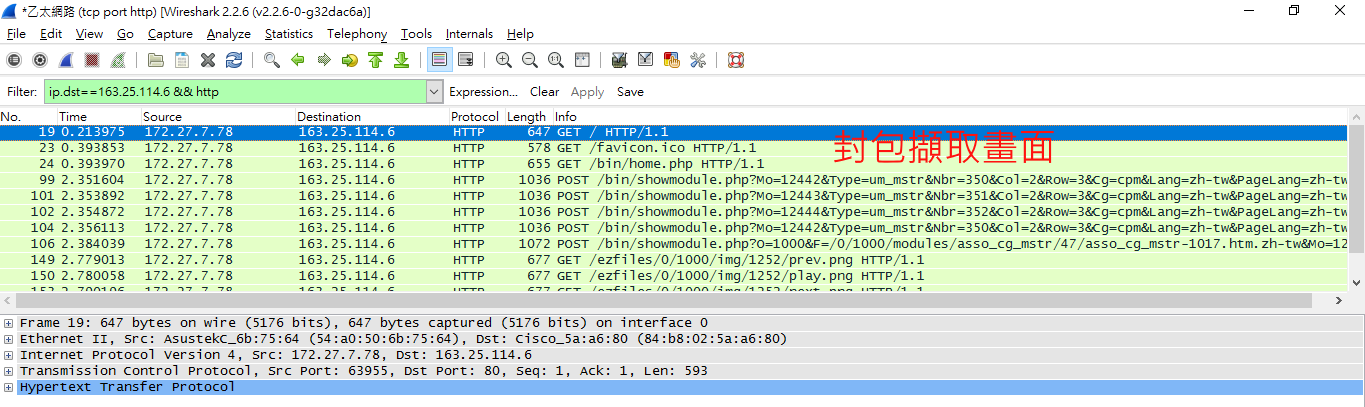 *乙太網路 (tcp port http) [Wireshark 2.2.6 (v2.2.6-0-g32dac6a)]
File Edit View Go Capture Analyze Statistics Telephony Tools Internals Help
Filter: ip.dst==163.25.114.6 && http Expression... Clear Apply Save
No. Time Source Destination Protocol Length Info
19 0.213975 172.27.7.78 163.25.114.6 HTTP 647 GET / HTTP/1.1
封包擷取畫面
23 0.393853 172.27.7.78 163.25.114.6 HTTP 578 GET /favicon.ico HTTP/1.1
24 0.393970 172.27.7.78 163.25.114.6 HTTP 655 GET /bin/home.php HTTP/1.1
99 2.351604 172.27.7.78 163.25.114.6 HTTP 1036 POST /bin/showmodule.php?Mo=12442&Type=um_mstr&Nbr=350&Col=2&Row=3&Cg=cpm&Lang=zh-tw&PageLang=zh-tw
101 2.353892 172.27.7.78 163.25.114.6 HTTP 1036 POST /bin/showmodule.php?Mo=12443&Type=um_mstr&Nbr=351&Col=2&Row=3&Cg=cpm&Lang=zh-tw&PageLang=zh-tw
102 2.354872 172.27.7.78 163.25.114.6 HTTP 1036 POST /bin/showmodule.php?Mo=12444&Type=um_mstr&Nbr=352&Col=2&Row=3&Cg=cpm&Lang=zh-tw&PageLang=zh-tw
104 2.356113 172.27.7.78 163.25.114.6 HTTP 1036 POST /bin/showmodule.php?Mo=12442&Type=um_mstr&Nbr=350&Col=2&Row=3&Cg=cpm&Lang=zh-tw&PageLang=zh-tw
106 2.384039 172.27.7.78 163.25.114.6 HTTP 1072 POST /bin/showmodule.php?O=1000&F=/0/1000/modules/asso_cg_mstr/47/asso_cg_mstr-1017.htm.zh-tw&Mo=12
149 2.779013 172.27.7.78 163.25.114.6 HTTP 677 GET /ezfiles/0/1000/img/1252/prev.png HTTP/1.1
150 2.780058 172.27.7.78 163.25.114.6 HTTP 677 GET /ezfiles/0/1000/img/1252/play.png HTTP/1.1
Frame 19: 647 bytes on wire (5176 bits), 647 bytes captured (5176 bits) on interface 0
Ethernet II, Src: AsustekC_6b:75:64 (54:a0:50:6b:75:64), Dst: Cisco_5a:a6:80 (84:b8:02:5a:a6:80)
Internet Protocol Version 4, Src: 172.27.7.78, Dst: 163.25.114.6
Transmission Control Protocol, Src Port: 63955, Dst Port: 80, Seq: 1, Ack: 1, Len: 593
Hypertext Transfer Protocol